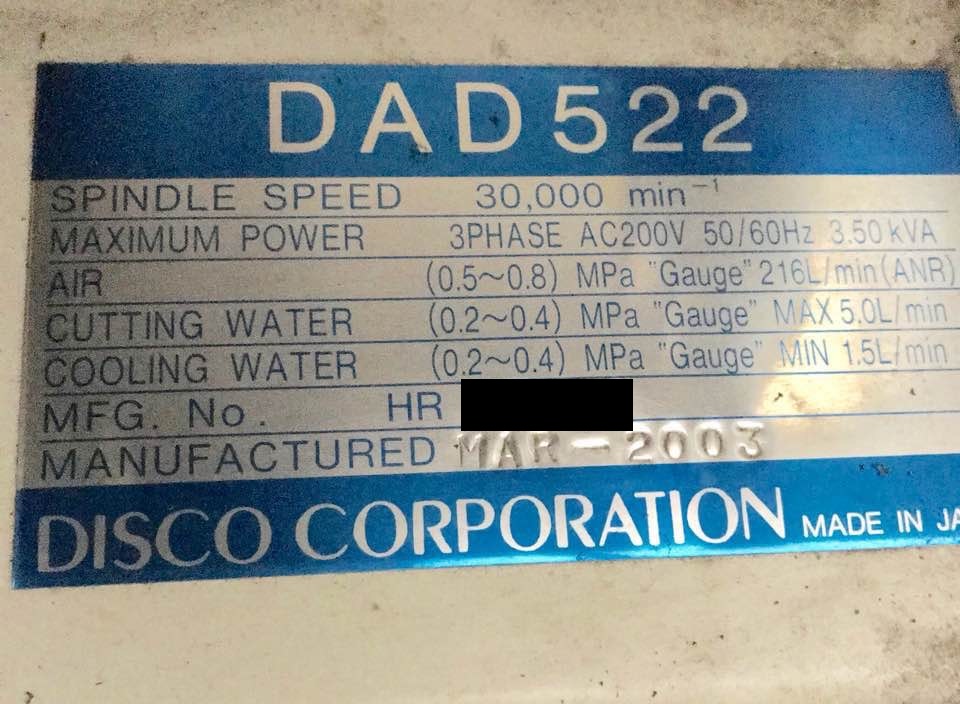 DAD522
SPINDLE SPEED 30,000 min⁻¹
MAXIMUM POWER 3PHASE AC200V 50/60Hz 3.50kVA
AIR (0.5~0.8) MPa "Gauge" 216L/min(ANR)
CUTTING WATER (0.2~0.4) MPa "Gauge" MAX 5.0L/min
COOLING WATER (0.2~0.4) MPa "Gauge" MIN 1.5L/min
MFG. No. HR
MANUFACTURED MAR-2003
DISCO CORPORATION MADE IN JA